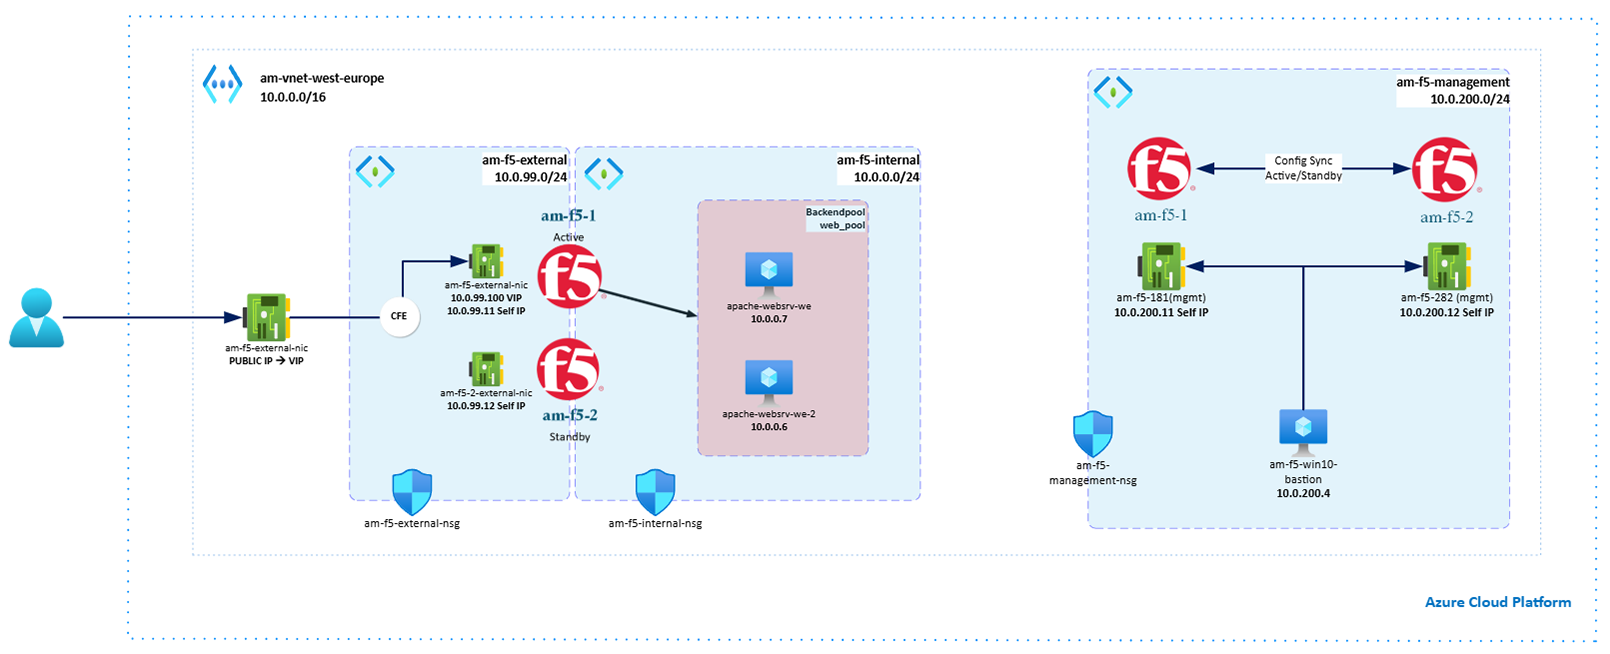 am-vnet-west-europe
10.0.0.0/16
am-f5-external
10.0.99.0/24
am-f5-internal
10.0.0.0/24
am-f5-management
10.0.200.0/24
am-f5-external-nic
PUBLIC IP → VIP
CFE
am-f5-external-nic
10.0.99.100 VIP
10.0.99.11 Self IP
am-f5-2-external-nic
10.0.99.12 Self IP
am-f5-1
Active
f5
f5
am-f5-2
Standby
Backendpool
web_pool
apache-websrv-we
10.0.0.7
apache-websrv-we-2
10.0.0.6
am-f5-external-nsg
am-f5-internal-nsg
f5
am-f5-1
Config Sync
Active/Standby
f5
am-f5-2
am-f5-181(mgmt)
10.0.200.11 Self IP
am-f5-282 (mgmt)
10.0.200.12 Self IP
am-f5-
management-nsg
am-f5-win10-
bastion
10.0.200.4
Azure Cloud Platform